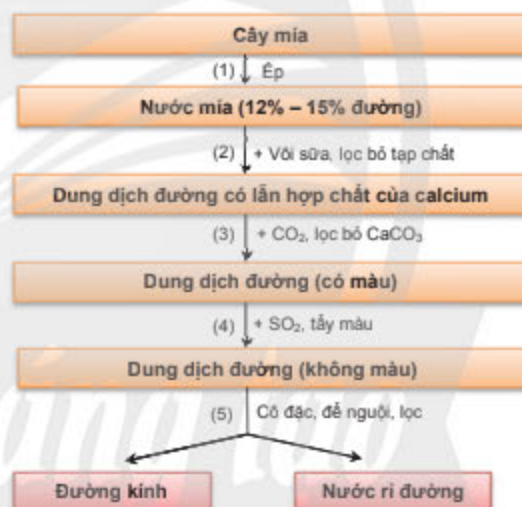 Cây mía
(1) Ép
Nước mía (12% – 15% đường)
(2) + Vôi sữa, lọc bỏ tạp chất
Dung dịch đường có lẫn hợp chất của calcium
(3) + CO₂, lọc bỏ CaCO₃
Dung dịch đường (có màu)
(4) + SO₂, tẩy màu
Dung dịch đường (không màu)
(5) Cô đặc, để nguội, lọc
Đường kính Nước rỉ đường